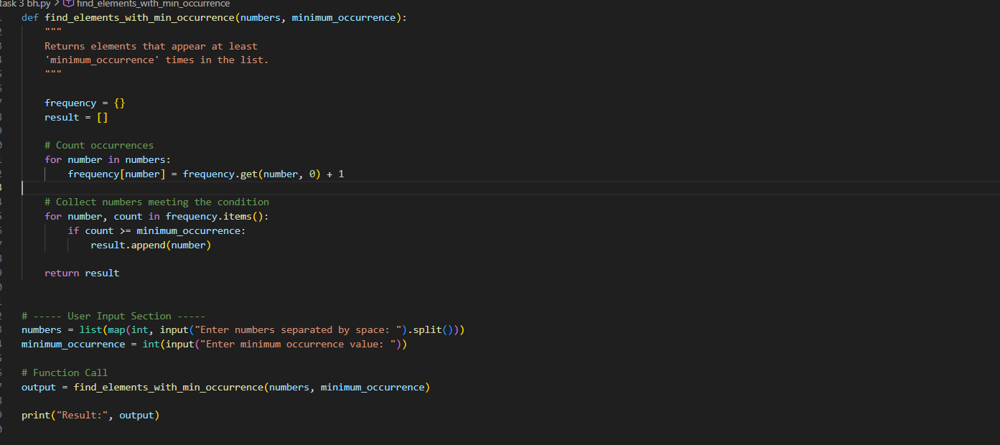 task 3 bh.py > find_elements_with_min_occurrence
def find_elements_with_min_occurrence(numbers, minimum_occurrence):
    """
    Returns elements that appear at least
    'minimum_occurrence' times in the list.
    """
    frequency = {}
    result = []
    # Count occurrences
    for number in numbers:
        frequency[number] = frequency.get(number, 0) + 1
    # Collect numbers meeting the condition
    for number, count in frequency.items():
        if count >= minimum_occurrence:
            result.append(number)
    return result
# ----- User Input Section -----
numbers = list(map(int, input("Enter numbers separated by space: ").split()))
minimum_occurrence = int(input("Enter minimum occurrence value: "))
# Function Call
output = find_elements_with_min_occurrence(numbers, minimum_occurrence)
print("Result:", output)